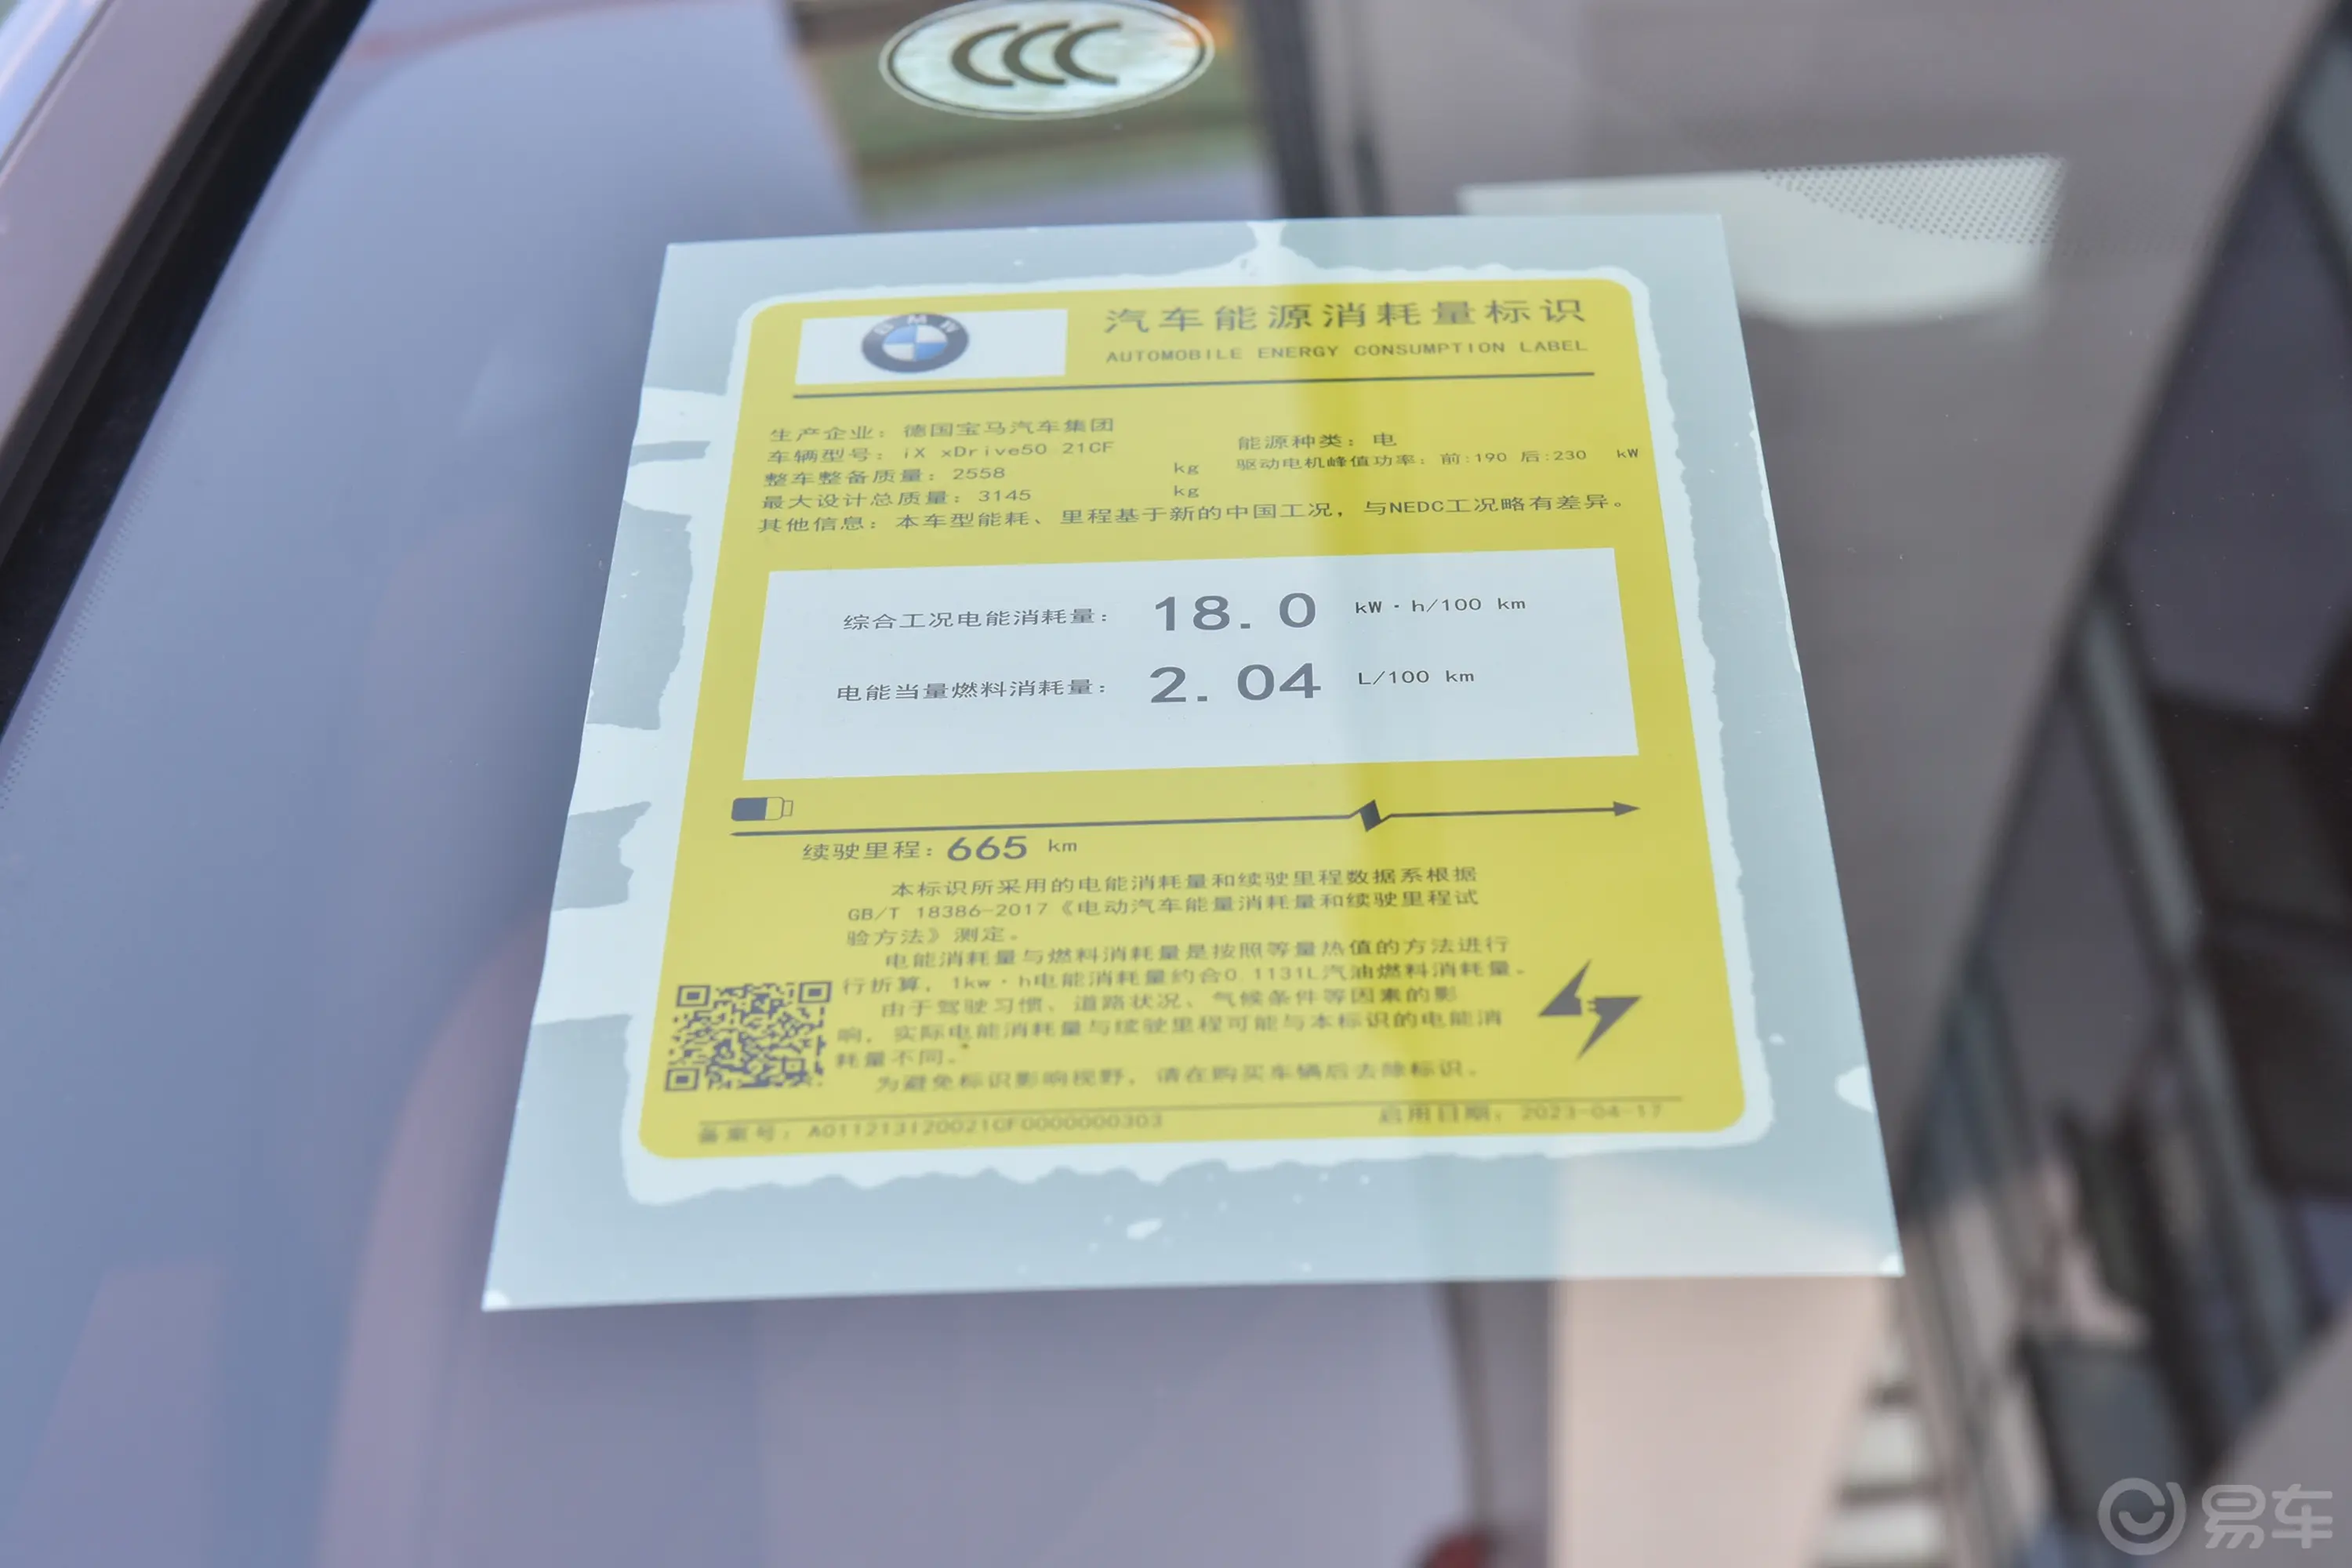 CCC
BMW
汽车能源消耗量标识
AUTOMOBILE ENERGY CONSUMPTION LABEL
生产企业：德国宝马汽车集团
车辆型号：iX xDrive50 21CF
能源种类：电
整车整备质量：2558 kg
驱动电机峰值功率：前:190 后:230 kW
最大设计总质量：3145 kg
其他信息：本车型能耗、里程基于新的中国工况，与NEDC工况略有差异。
综合工况电能消耗量： 18.0 kW·h/100 km
电能当量燃料消耗量： 2.04 L/100 km
续驶里程：665 km
本标识所采用的电能消耗量和续驶里程数据系根据
GB/T 18386-2017《电动汽车能量消耗量和续驶里程试
验方法》测定。
电能消耗量与燃料消耗量是按照等量热值的方法进行
行折算，1kw·h电能消耗量约合0.1131L汽油燃料消耗量。
由于驾驶习惯、道路状况、气候条件等因素的影
响，实际电能消耗量与续驶里程可能与本标识的电能消
耗量不同。
为避免标识影响视野，请在购买车辆后去除标识。
备案号：A011213120021CF0000000303
启用日期：2023-04-17
易车